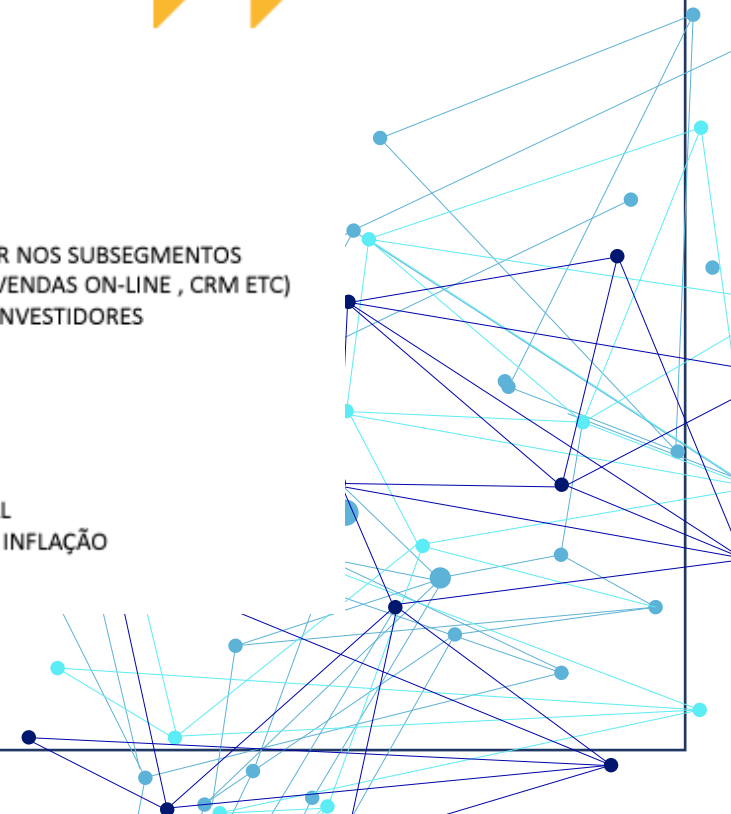 R NOS SUBSEGMENTOS
VENDAS ON-LINE , CRM ETC)
NVESTIDORES
L
INFLAÇÃO